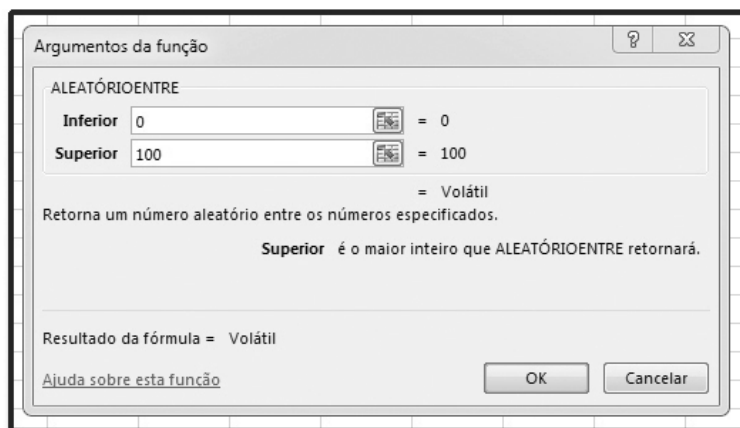 Argumentos da função
ALEATÓRIOENTRE
Inferior 0 = 0
Superior 100 = 100
= Volátil
Retorna um número aleatório entre os números especificados.
Superior é o maior inteiro que ALEATÓRIOENTRE retornará.
Resultado da fórmula = Volátil
Ajuda sobre esta função
OK Cancelar